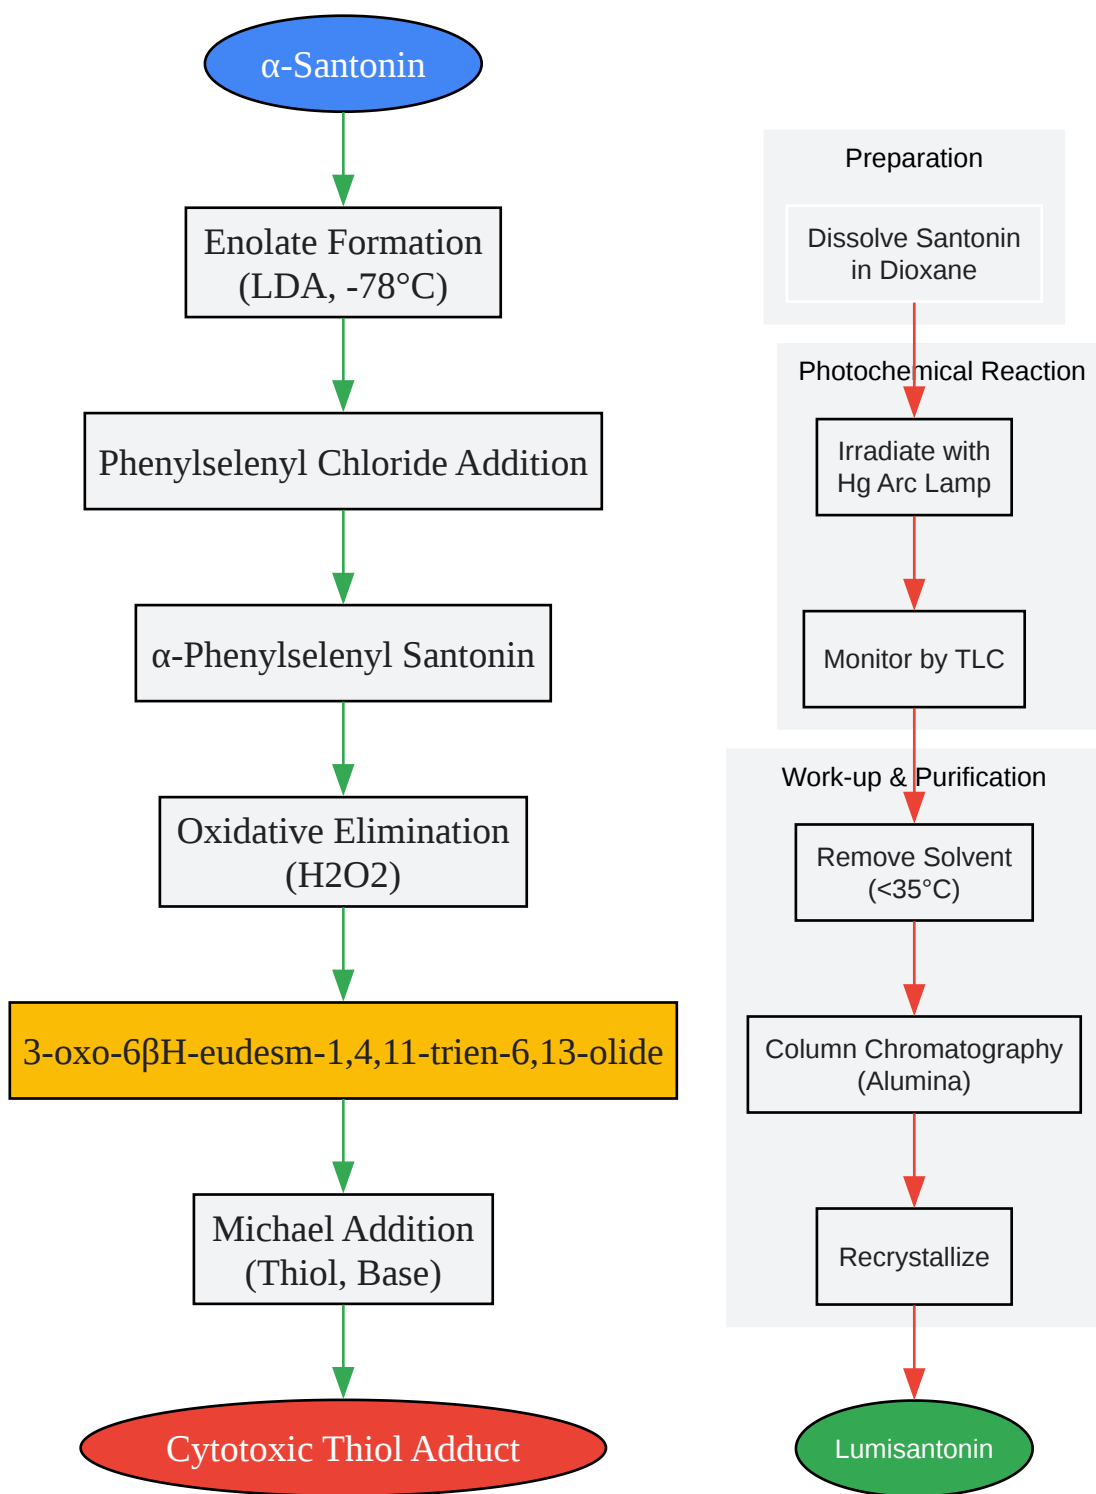 α-Santonin
Enolate Formation
(LDA, -78°C)
Phenylselenyl Chloride Addition
α-Phenylselenyl Santonin
Oxidative Elimination
(H2O2)
3-oxo-6βH-eudesm-1,4,11-trien-6,13-olide
Michael Addition
(Thiol, Base)
Cytotoxic Thiol Adduct
Preparation
Dissolve Santonin
in Dioxane
Photochemical Reaction
Irradiate with
Hg Arc Lamp
Monitor by TLC
Work-up & Purification
Remove Solvent
(<35°C)
Column Chromatography
(Alumina)
Recrystallize
Lumisantonin